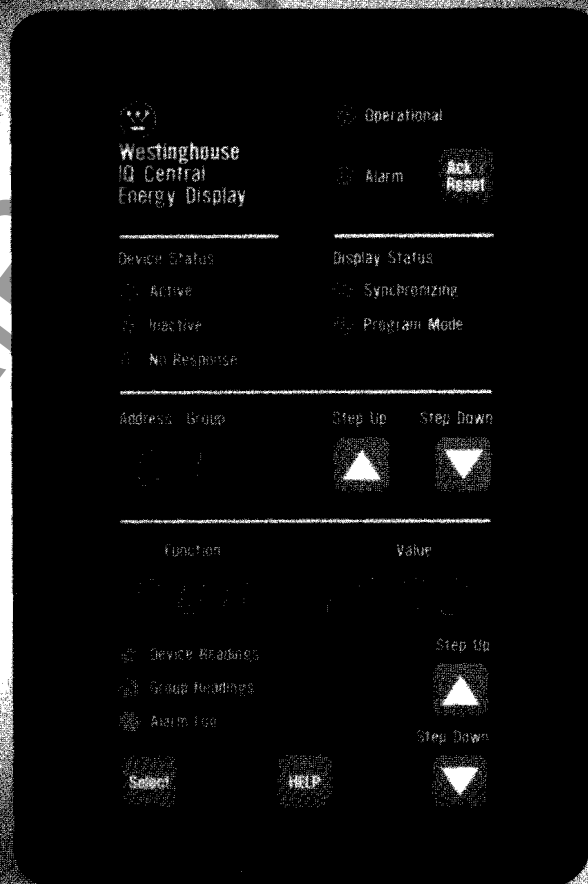 Westinghouse
IQ Central
Energy Display
Operational
Alarm
Ack
Reset
Device Status
Active
Inactive
No Response
Display Status
Synchronizing
Program Mode
Address Group
Step Up
Step Down
Function
Value
Device Readings
Group Readings
Alarm Log
Step Up
Step Down
Select
HELP